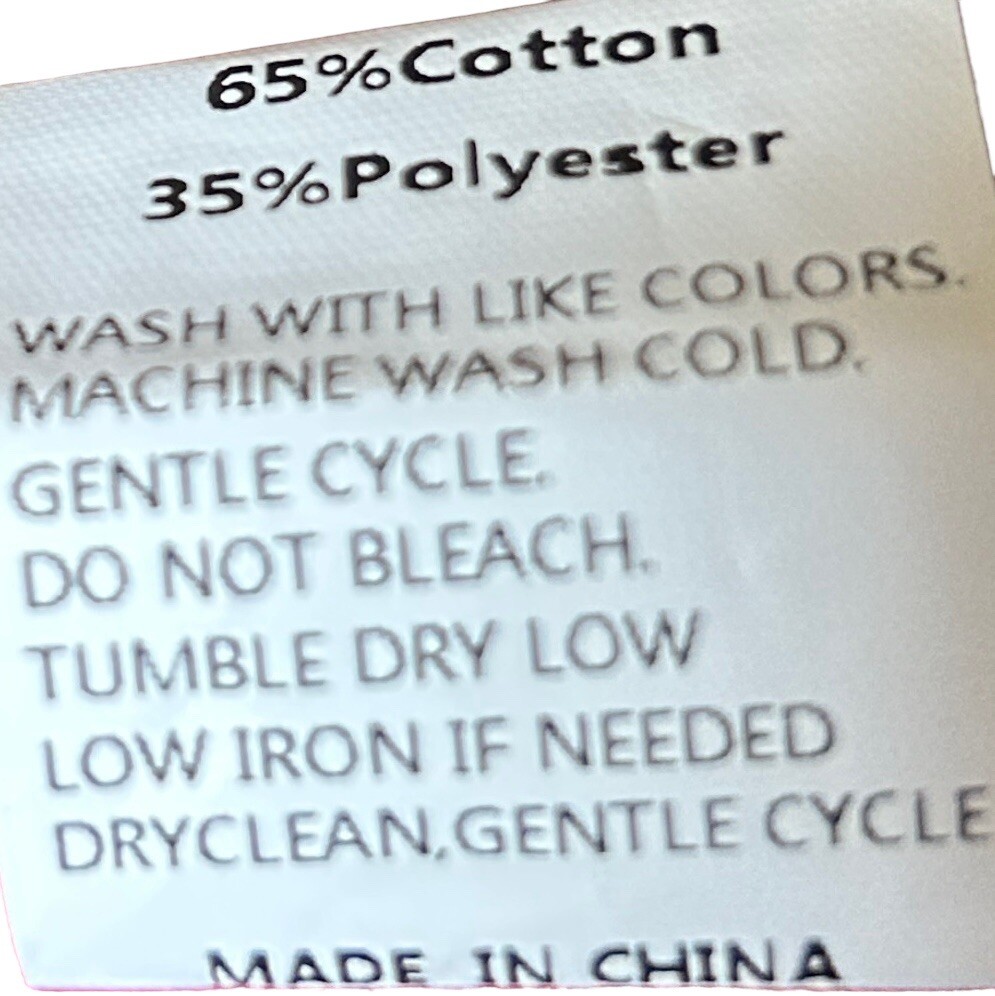 65%Cotton
35%Polyester
WASH WITH LIKE COLORS.
MACHINE WASH COLD.
GENTLE CYCLE.
DO NOT BLEACH.
TUMBLE DRY LOW
LOW IRON IF NEEDED
DRYCLEAN,GENTLE CYCLE
MADE IN CHINA